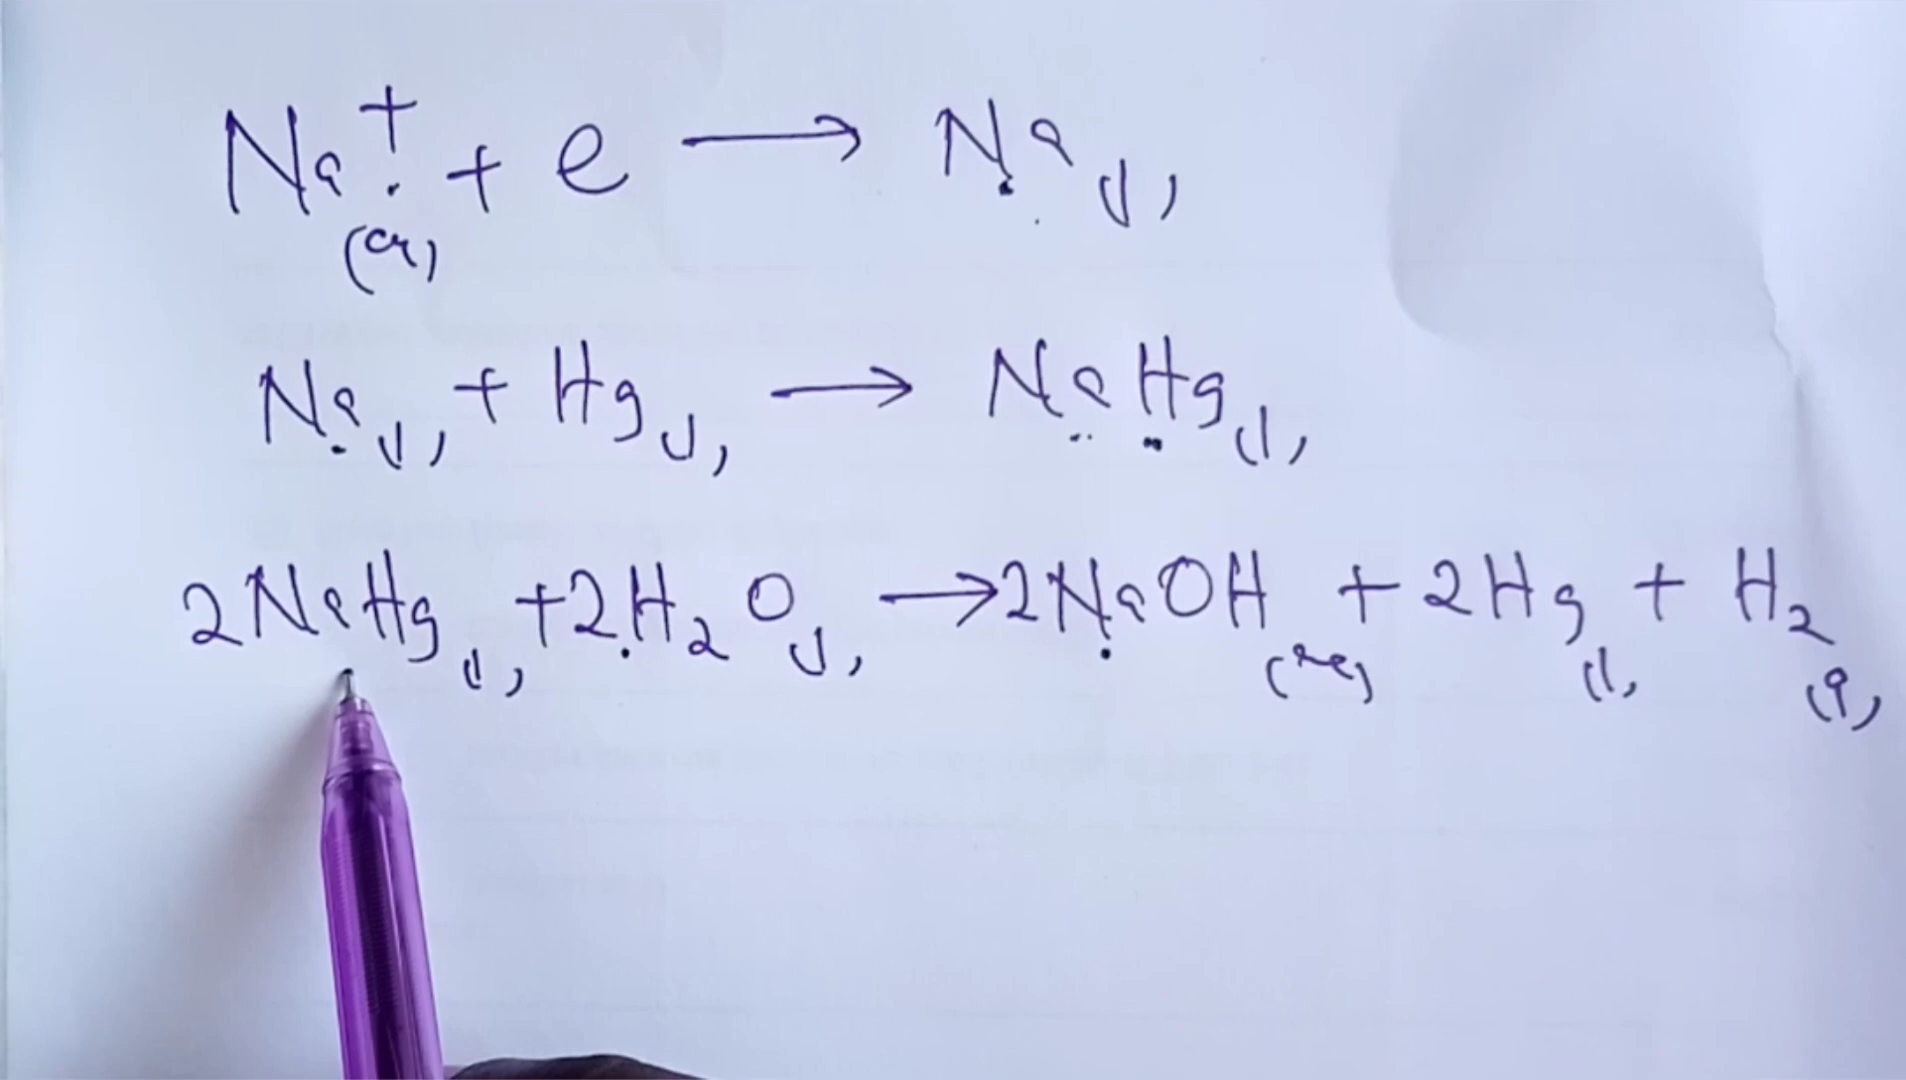 Na⁺(aq) + e → Na(l)
Na(l) + Hg(l) → NaHg(l)
2NaHg(l) + 2H₂O(l) → 2NaOH(aq) + 2Hg(l) + H₂(g)